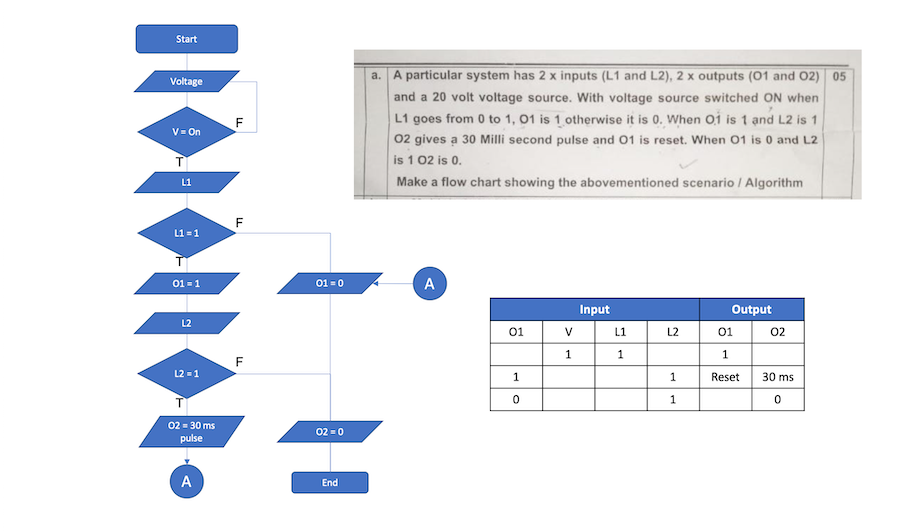 Start
Voltage
V = On
F
T
L1
L1 = 1
F
T
O1 = 1
L2
L2 = 1
F
T
O2 = 30 ms
pulse
A
O1 = 0
A
O2 = 0
End
a. A particular system has 2 x inputs (L1 and L2), 2 x outputs (O1 and O2) 05
and a 20 volt voltage source. With voltage source switched ON when
L1 goes from 0 to 1, O1 is 1 otherwise it is 0. When O1 is 1 and L2 is 1
O2 gives a 30 Milli second pulse and O1 is reset. When O1 is 0 and L2
is 1 O2 is 0.
Make a flow chart showing the abovementioned scenario / Algorithm
Input Output
O1 V L1 L2 O1 O2
1 1 1
1 1 Reset 30 ms
0 1 0